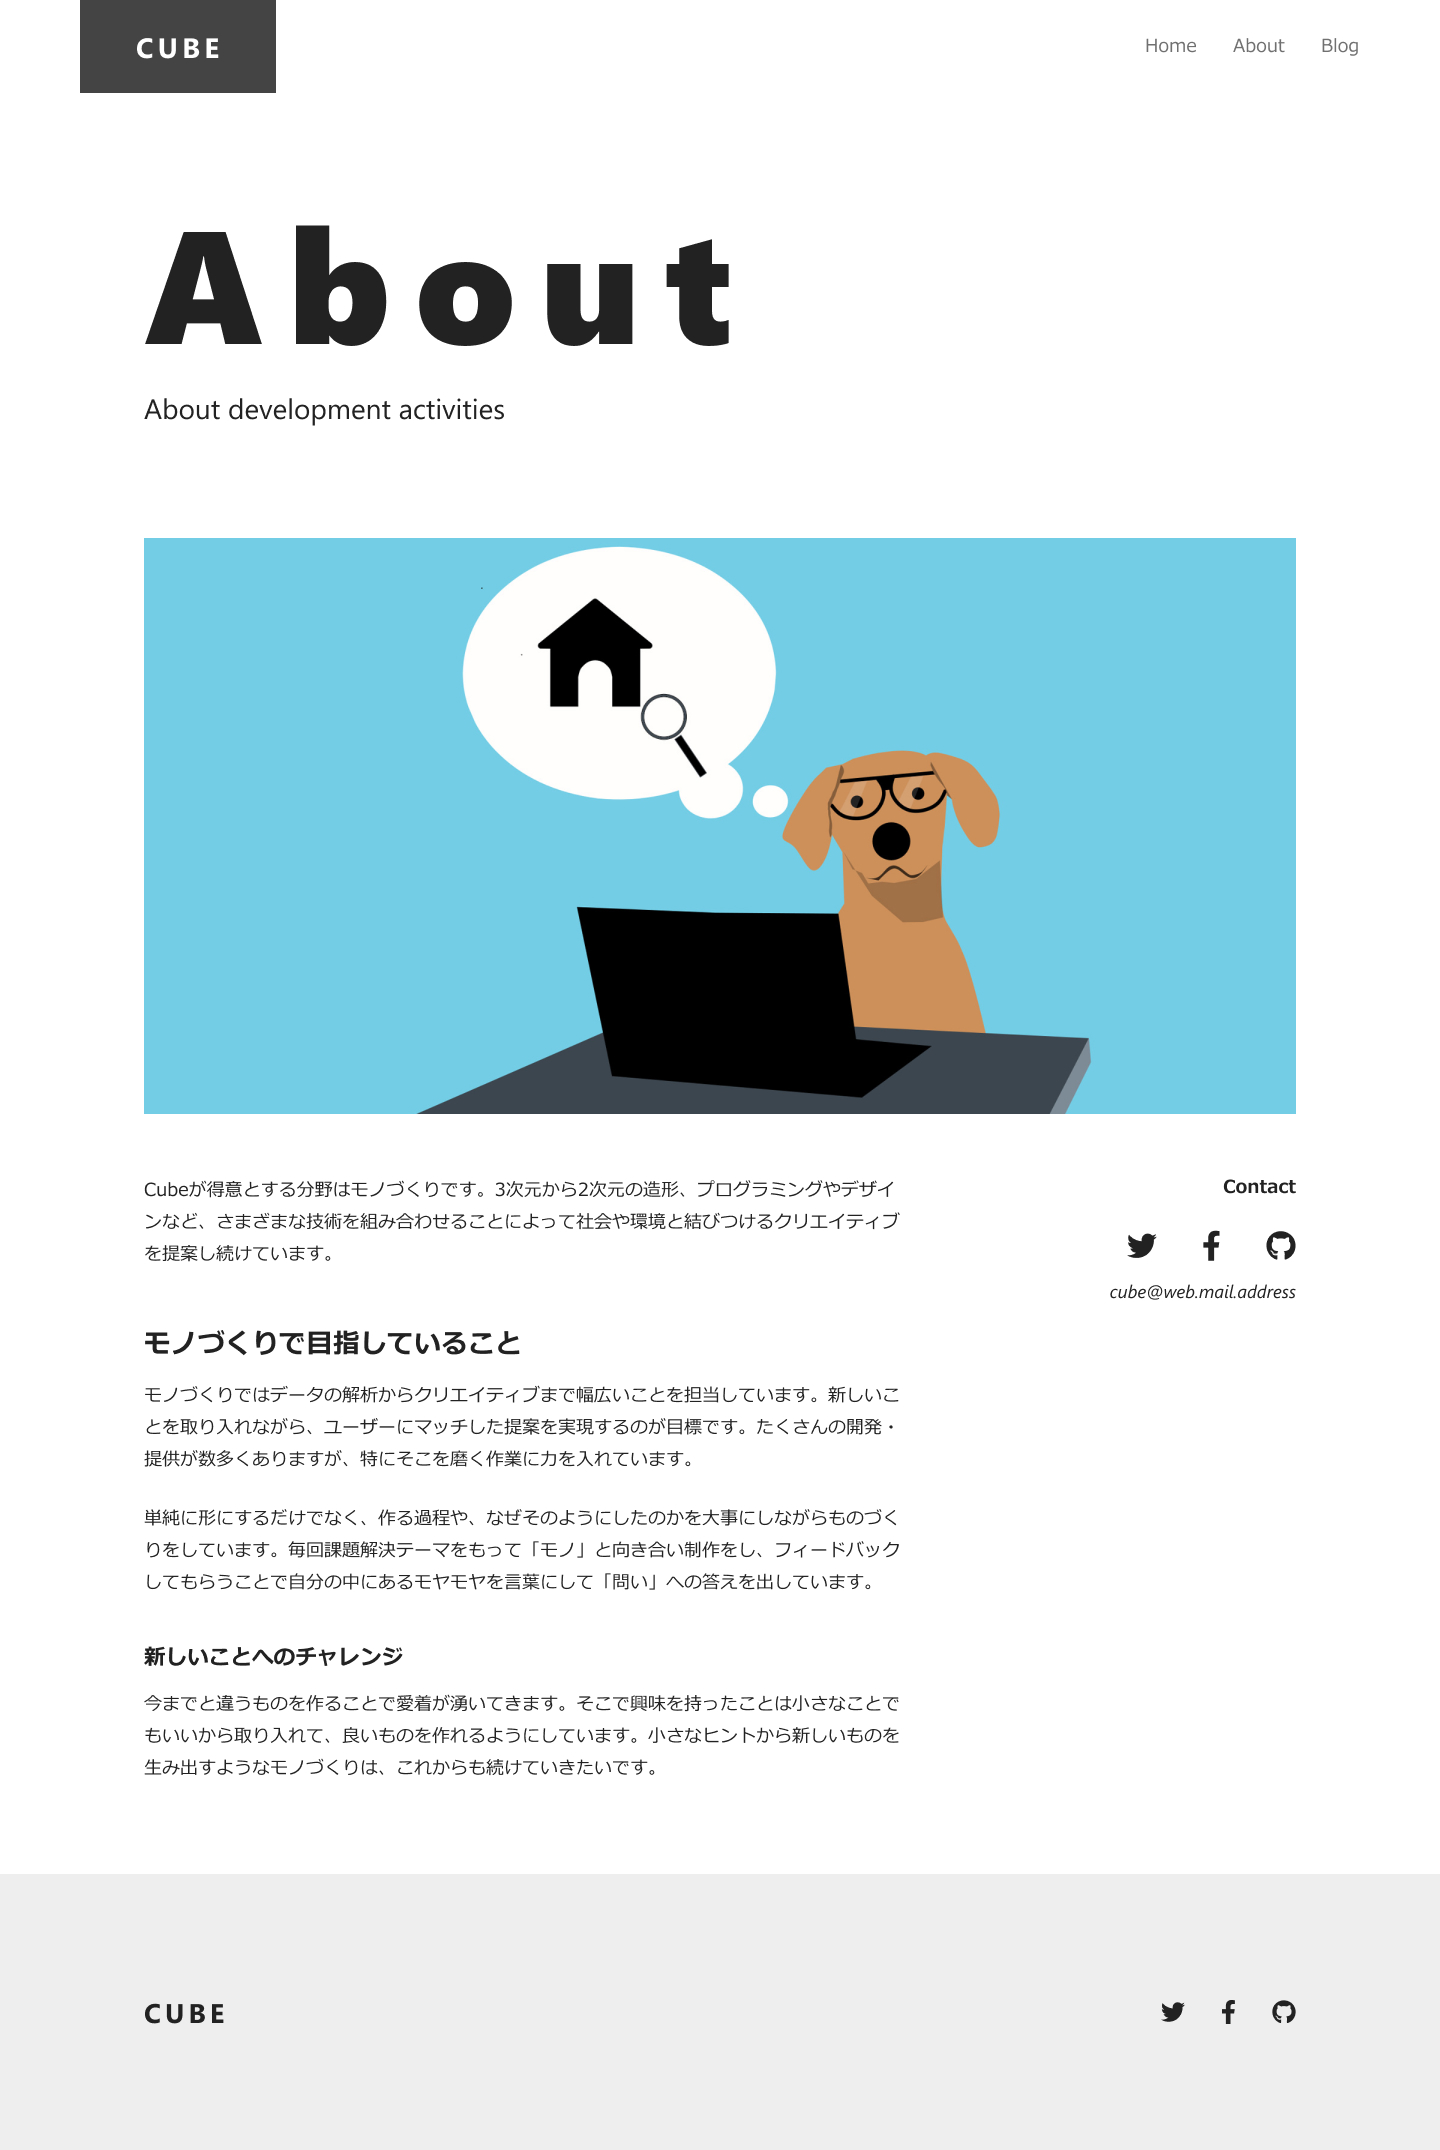 CUBE
Home
About
Blog
About
About development activities
Cubeが得意とする分野はモノづくりです。3次元から2次元の造形、プログラミングやデザイ
ンなど、さまざまな技術を組み合わせることによって社会や環境と結びつけるクリエイティブ
を提案し続けています。
Contact
cube@web.mail.address
モノづくりで目指していること
モノづくりではデータの解析からクリエイティブまで幅広いことを担当しています。新しいこ
とを取り入れながら、ユーザーにマッチした提案を実現するのが目標です。たくさんの開発・
提供が数多くありますが、特にそこを磨く作業に力を入れています。
単純に形にするだけでなく、作る過程や、なぜそのようにしたのかを大事にしながらものづく
りをしています。毎回課題解決テーマをもって「モノ」と向き合い制作をし、フィードバック
してもらうことで自分の中にあるモヤモヤを言葉にして「問い」への答えを出しています。
新しいことへのチャレンジ
今までと違うものを作ることで愛着が湧いてきます。そこで興味を持ったことは小さなことで
もいいから取り入れて、良いものを作れるようにしています。小さなヒントから新しいものを
生み出すようなモノづくりは、これからも続けていきたいです。
CUBE